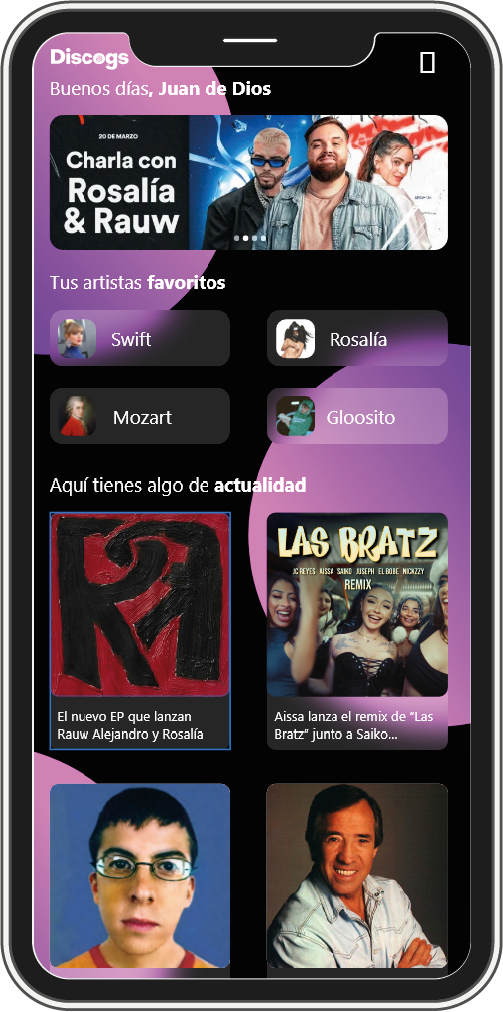 Discogs
Buenos días, Juan de Dios
20 DE MARZO
Charla con
Rosalía
& Rauw
Tus artistas favoritos
Swift
Rosalía
Mozart
Gloosito
Aquí tienes algo de actualidad
RR
LAS BRATZ
JC REYES AISSA SAIKO JUSEPH EL BOBE NICKZZY
REMIX
El nuevo EP que lanzan
Rauw Alejandro y Rosalía
Aissa lanza el remix de “Las
Bratz” junto a Saiko...